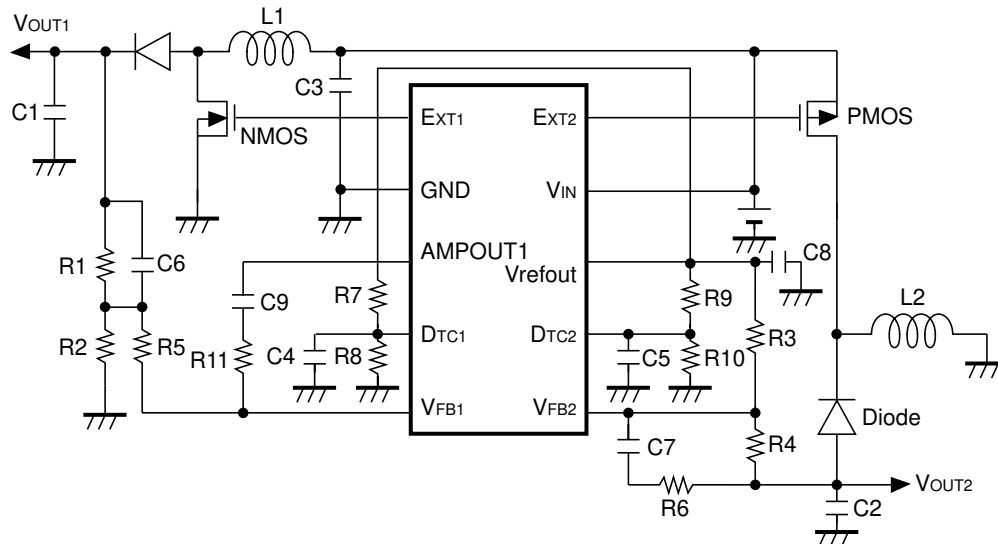 VOUT1
L1
C1
C3
NMOS
EXT1
EXT2
PMOS
GND
VIN
R1
C6
AMPOUT1
Vrefout
C8
C9
R7
R9
L2
R2
R5
R11
C4
R8
DTC1
DTC2
C5
R10
R3
VFB1
VFB2
C7
R4
Diode
R6
VOUT2
C2